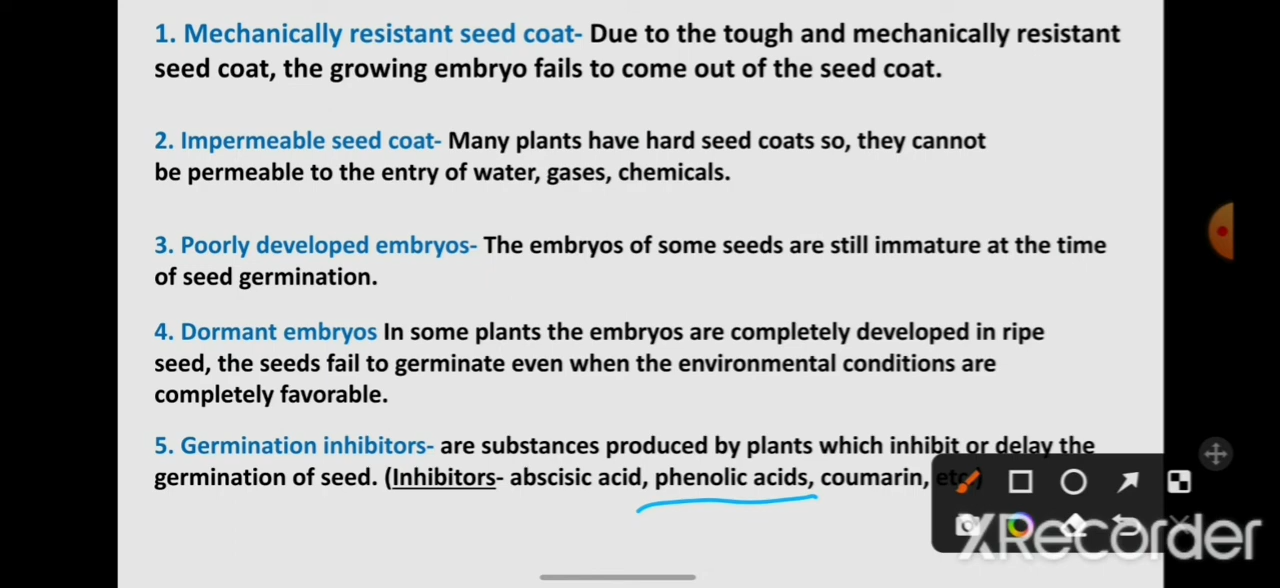 1. Mechanically resistant seed coat- Due to the tough and mechanically resistant
seed coat, the growing embryo fails to come out of the seed coat.
2. Impermeable seed coat- Many plants have hard seed coats so, they cannot
be permeable to the entry of water, gases, chemicals.
3. Poorly developed embryos- The embryos of some seeds are still immature at the time
of seed germination.
4. Dormant embryos In some plants the embryos are completely developed in ripe
seed, the seeds fail to germinate even when the environmental conditions are
completely favorable.
5. Germination inhibitors- are substances produced by plants which inhibit or delay the
germination of seed. (Inhibitors- abscisic acid, phenolic acids, coumarin, etc.)
XRecorder